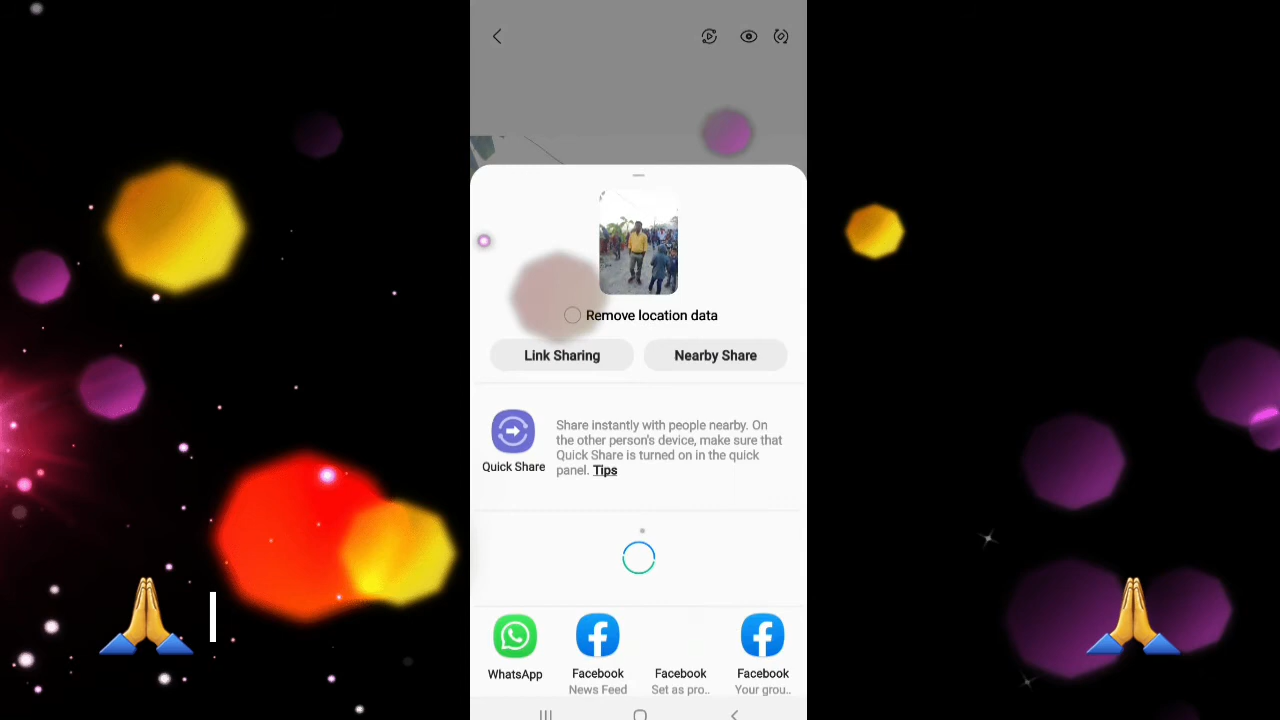 Remove location data
Link Sharing
Nearby Share
Share instantly with people nearby. On
the other person's device, make sure that
Quick Share is turned on in the quick
panel. Tips
Quick Share
WhatsApp
Facebook
News Feed
Facebook
Set as pro..
Facebook
Your grou..